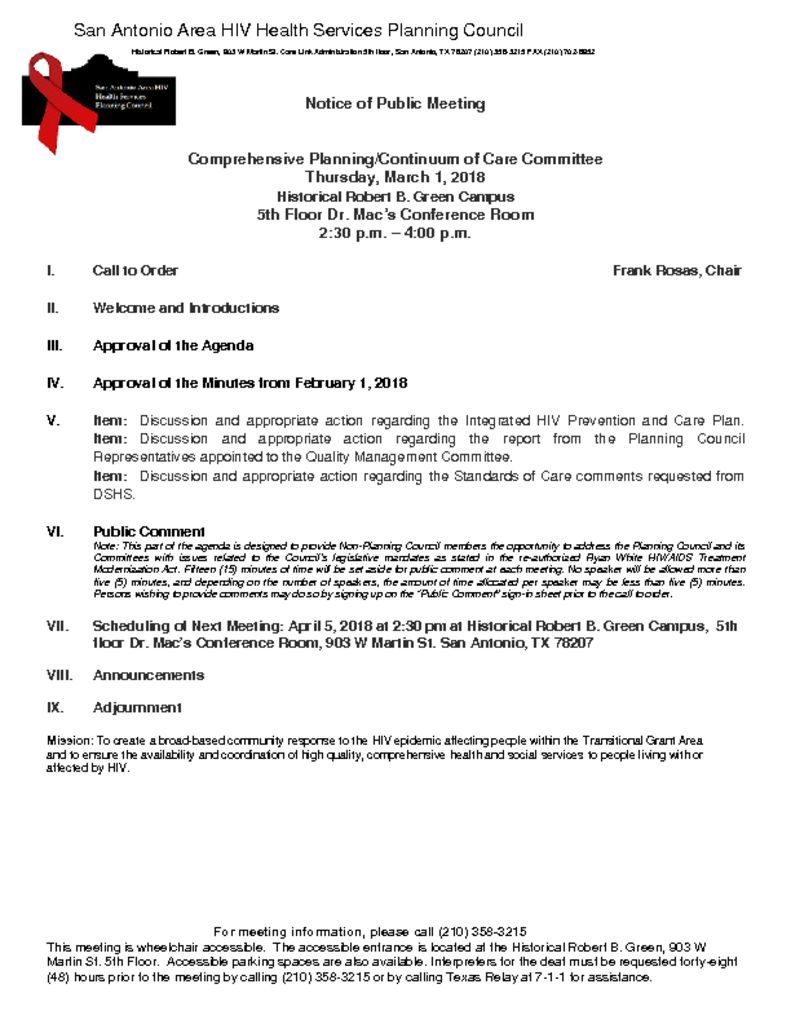 San Antonio Area HIV Health Services Planning Council
Historical Robert B. Green, 903 W Martin St. Care Link Administration 5th floor, San Antonio, TX 78207 (210) 358-3215 FAX (210) 702-6952
San Antonio Area HIV
Health Services
Planning Council
Notice of Public Meeting
Comprehensive Planning/Continuum of Care Committee
Thursday, March 1, 2018
Historical Robert B. Green Campus
5th Floor Dr. Mac's Conference Room
2:30 p.m. – 4:00 p.m.
I. Call to Order Frank Rosas, Chair
II. Welcome and Introductions
III. Approval of the Agenda
IV. Approval of the Minutes from February 1, 2018
V. Item: Discussion and appropriate action regarding the Integrated HIV Prevention and Care Plan.
Item: Discussion and appropriate action regarding the report from the Planning Council
Representatives appointed to the Quality Management Committee.
Item: Discussion and appropriate action regarding the Standards of Care comments requested from
DSHS.
VI. Public Comment
Note: This part of the agenda is designed to provide Non-Planning Council members the opportunity to address the Planning Council and its
Committees with issues related to the Council's legislative mandates as stated in the re-authorized Ryan White HIV/AIDS Treatment
Modernization Act. Fifteen (15) minutes of time will be set aside for public comment at each meeting. No speaker will be allowed more than
five (5) minutes, and depending on the number of speakers, the amount of time allocated per speaker may be less than five (5) minutes.
Persons wishing to provide comments may do so by signing up on the "Public Comment" sign-in sheet prior to the call to order.
VII. Scheduling of Next Meeting: April 5, 2018 at 2:30 pm at Historical Robert B. Green Campus, 5th
floor Dr. Mac's Conference Room, 903 W Martin St. San Antonio, TX 78207
VIII. Announcements
IX. Adjournment
Mission: To create a broad-based community response to the HIV epidemic affecting people within the Transitional Grant Area
and to ensure the availability and coordination of high quality, comprehensive health and social services to people living with or
affected by HIV.
For meeting information, please call (210) 358-3215
This meeting is wheelchair accessible. The accessible entrance is located at the Historical Robert B. Green, 903 W
Martin St. 5th Floor. Accessible parking spaces are also available. Interpreters for the deaf must be requested forty-eight
(48) hours prior to the meeting by calling (210) 358-3215 or by calling Texas Relay at 7-1-1 for assistance.